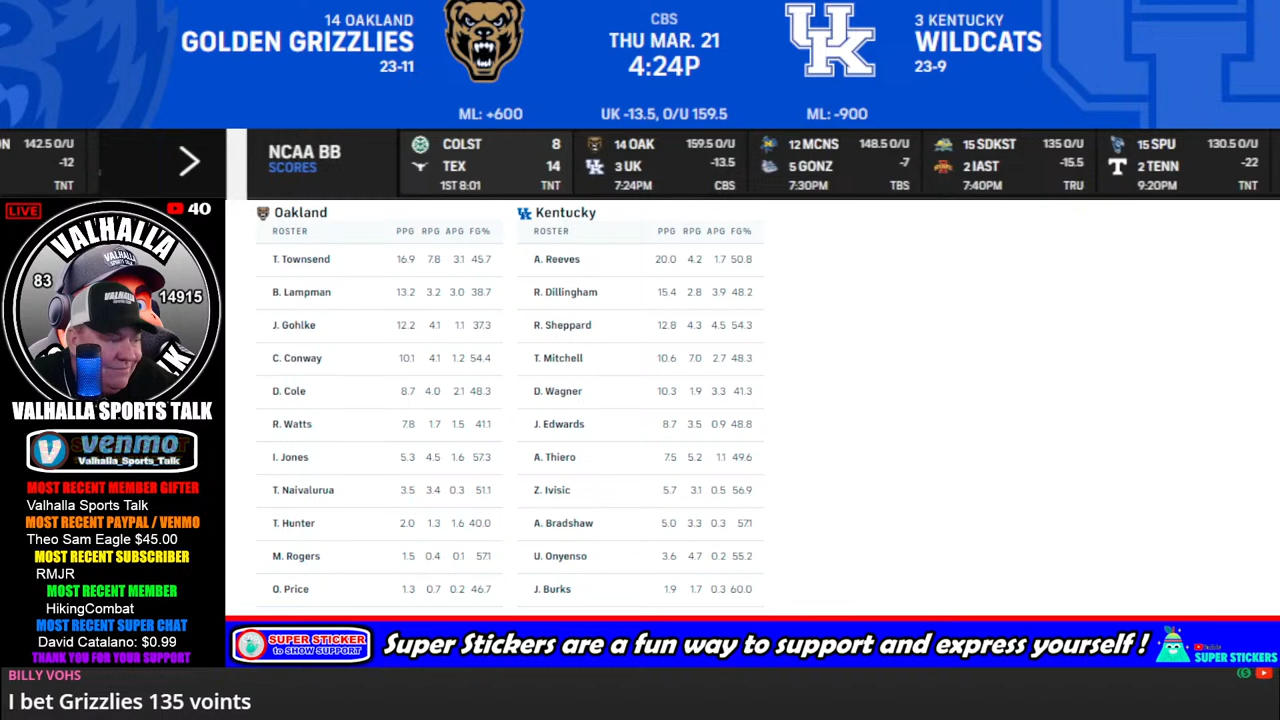 14 OAKLAND
GOLDEN GRIZZLIES
23-11
ML: +600
CBS
THU MAR. 21
4:24P
UK -13.5, O/U 159.5
UK
3 KENTUCKY
WILDCATS
23-9
ML: -900
142.5 O/U
-12
TNT
NCAA BB
SCORES
COLST 8
TEX 14
1ST 8:01 TNT
14 OAK 159.5 O/U
3 UK -13.5
7:24PM CBS
12 MCNS 148.5 O/U
5 GONZ -7
7:30PM TBS
15 SDKST 135 O/U
2 IAST -15.5
7:40PM TRU
15 SPU 130.5 O/U
2 TENN -22
9:20PM TNT
LIVE
40
VALHALLA
83
14915
VALHALLA SPORTS TALK
venmo
Valhalla_Sports_Talk
MOST RECENT MEMBER GIFTER
Valhalla Sports Talk
MOST RECENT PAYPAL / VENMO
Theo Sam Eagle $45.00
MOST RECENT SUBSCRIBER
RMJR
MOST RECENT MEMBER
HikingCombat
MOST RECENT SUPER CHAT
David Catalano: $0.99
THANK YOU FOR YOUR SUPPORT
Oakland
ROSTER PPG RPG APG FG%
T. Townsend 16.9 7.8 3.1 45.7
B. Lampman 13.2 3.2 3.0 38.7
J. Gohlke 12.2 4.1 1.1 37.3
C. Conway 10.1 4.1 1.2 54.4
D. Cole 8.7 4.0 2.1 48.3
R. Watts 7.8 1.7 1.5 41.1
I. Jones 5.3 4.5 1.6 57.3
T. Naivalurua 3.5 3.4 0.3 51.1
T. Hunter 2.0 1.3 1.6 40.0
M. Rogers 1.5 0.4 0.1 57.1
O. Price 1.3 0.7 0.2 46.7
Kentucky
ROSTER PPG RPG APG FG%
A. Reeves 20.0 4.2 1.7 50.8
R. Dillingham 15.4 2.8 3.9 48.2
R. Sheppard 12.8 4.3 4.5 54.3
T. Mitchell 10.6 7.0 2.7 48.3
D. Wagner 10.3 1.9 3.3 41.3
J. Edwards 8.7 3.5 0.9 48.8
A. Thiero 7.5 5.2 1.1 49.6
Z. Ivisic 5.7 3.1 0.5 56.9
A. Bradshaw 5.0 3.3 0.3 57.1
U. Onyenso 3.6 4.7 0.2 55.2
J. Burks 1.9 1.7 0.3 60.0
SUPER STICKER
to SHOW SUPPORT
Super Stickers are a fun way to support and express yourself !
SUPER STICKERS
BILLY VOHS
I bet Grizzlies 135 voints